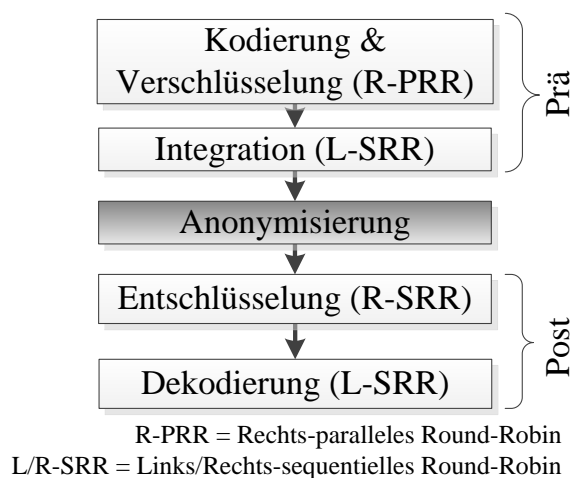 Kodierung &
Verschlüsselung (R-PRR)
Integration (L-SRR)
Prä
Anonymisierung
Entschlüsselung (R-SRR)
Dekodierung (L-SRR)
Post
R-PRR = Rechts-paralleles Round-Robin
L/R-SRR = Links/Rechts-sequentielles Round-Robin